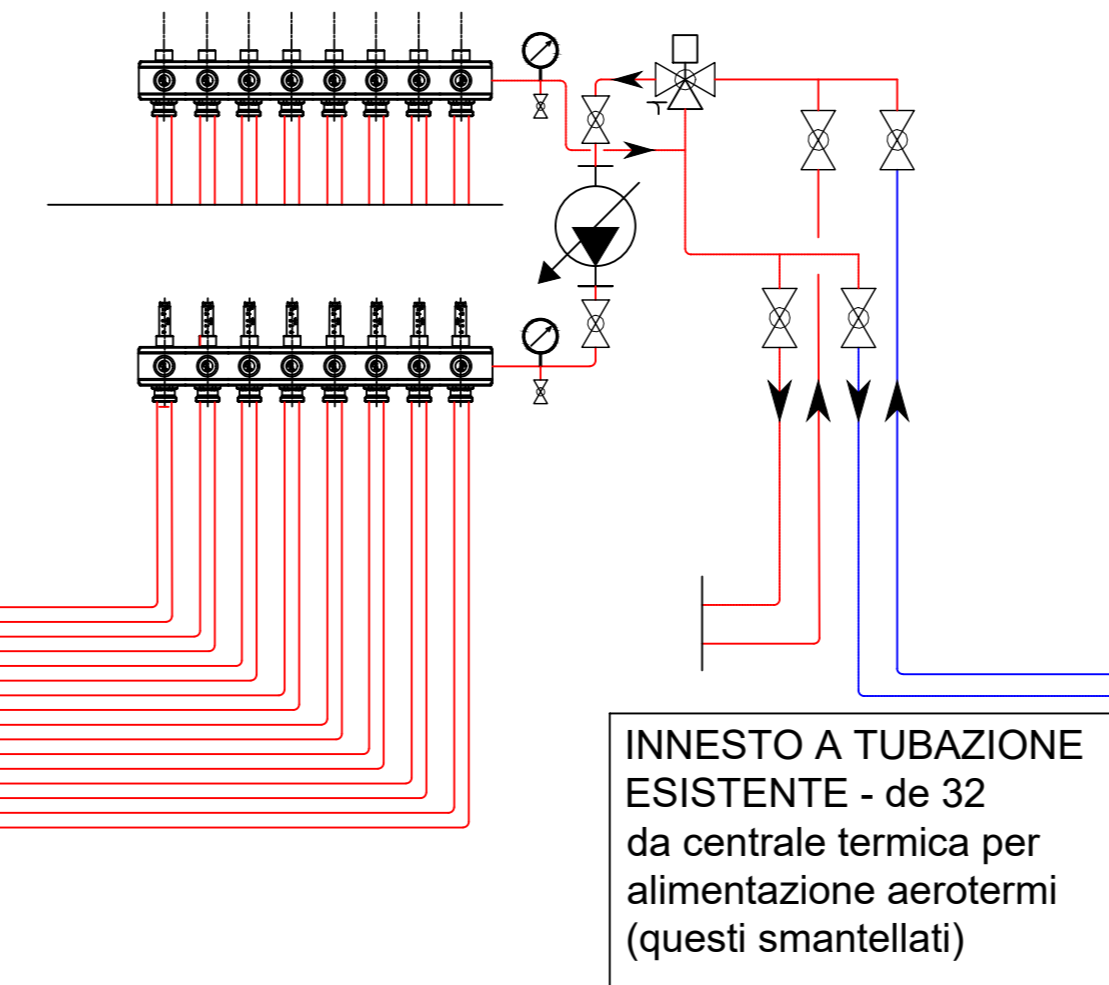 INNESTO A TUBAZIONE
ESISTENTE - de 32
da centrale termica per
alimentazione aerotermi
(questi smantellati)